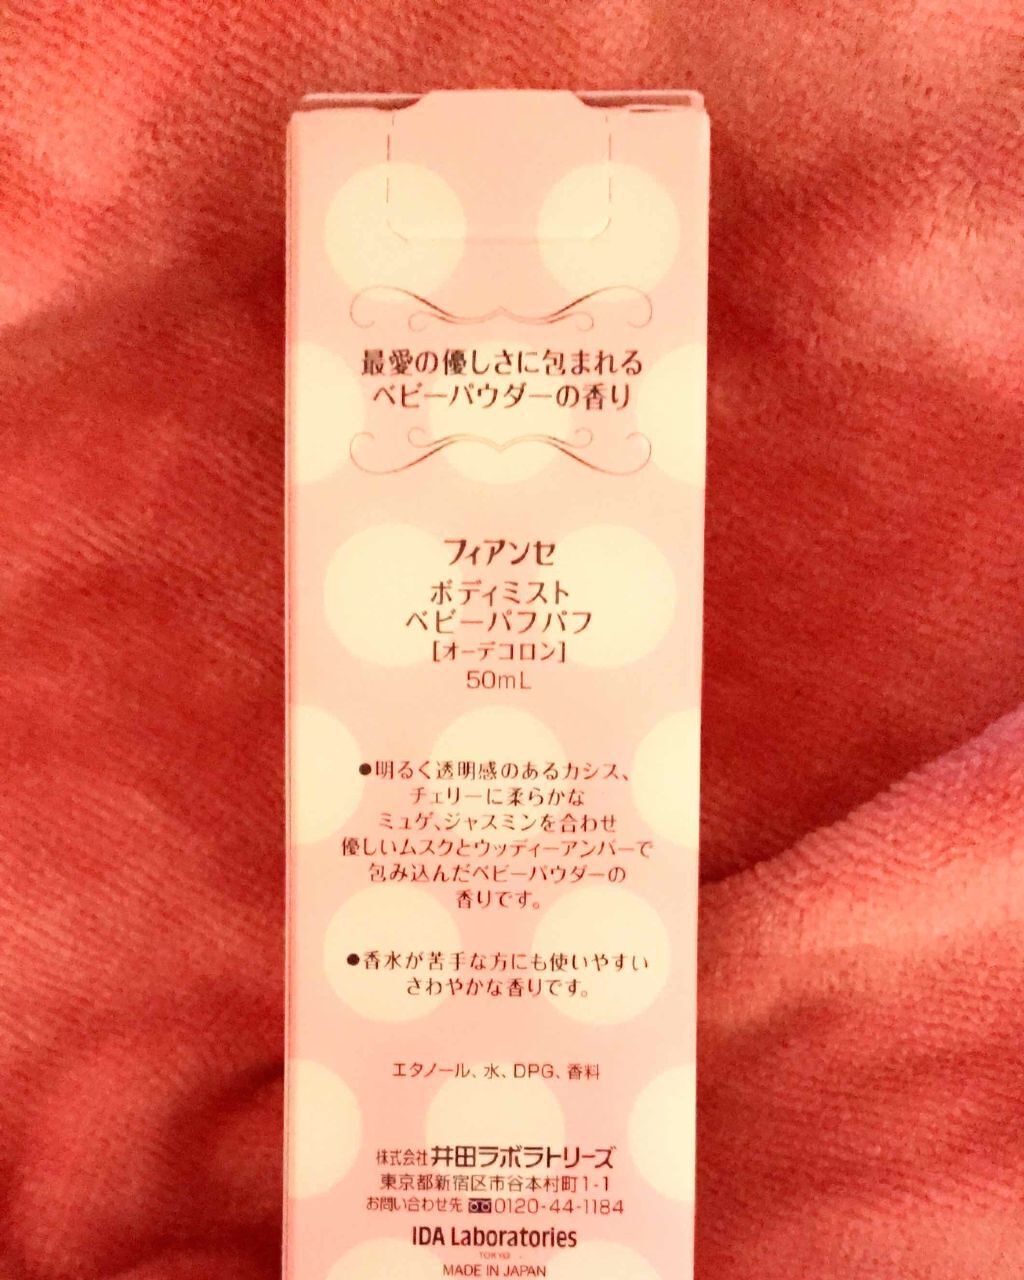 最愛の優しさに包まれる
ベビーパウダーの香り
フィアンセ
ボディミスト
ベビーパフパフ
[オーデコロン]
50mL
●明るく透明感のあるカシス、
チェリーに柔らかな
ミュゲ、ジャスミンを合わせ
優しいムスクとウッディーアンバーで
包み込んだベビーパウダーの
香りです。
●香水が苦手な方にも使いやすい
さわやかな香りです。
エタノール、水、DPG、香料
株式会社井田ラボラトリーズ
東京都新宿区市谷本村町1-1
お問い合わせ先 0120-44-1184
IDA Laboratories
TOKYO
MADE IN JAPAN